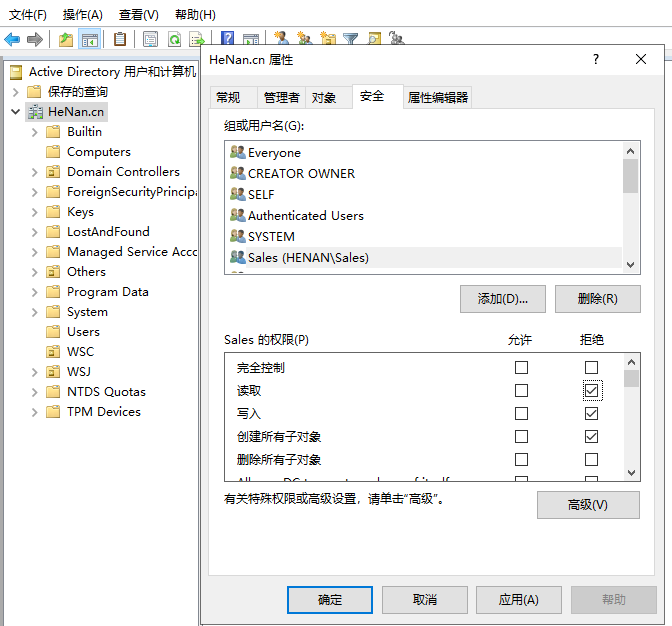 文件(F) 操作(A) 查看(V) 帮助(H)
Active Directory 用户和计算机
保存的查询
HeNan.cn
Builtin
Computers
Domain Controllers
ForeignSecurityPrincipa
Keys
LostAndFound
Managed Service Acc
Others
Program Data
System
Users
WSC
WSJ
NTDS Quotas
TPM Devices
HeNan.cn 属性
常规 管理者 对象 安全 属性编辑器
组或用户名(G):
Everyone
CREATOR OWNER
SELF
Authenticated Users
SYSTEM
Sales (HENAN\Sales)
添加(D)... 删除(R)
Sales 的权限(P) 允许 拒绝
完全控制
读取
写入
创建所有子对象
删除所有子对象
有关特殊权限或高级设置，请单击“高级”。
高级(V)
确定 取消 应用(A) 帮助